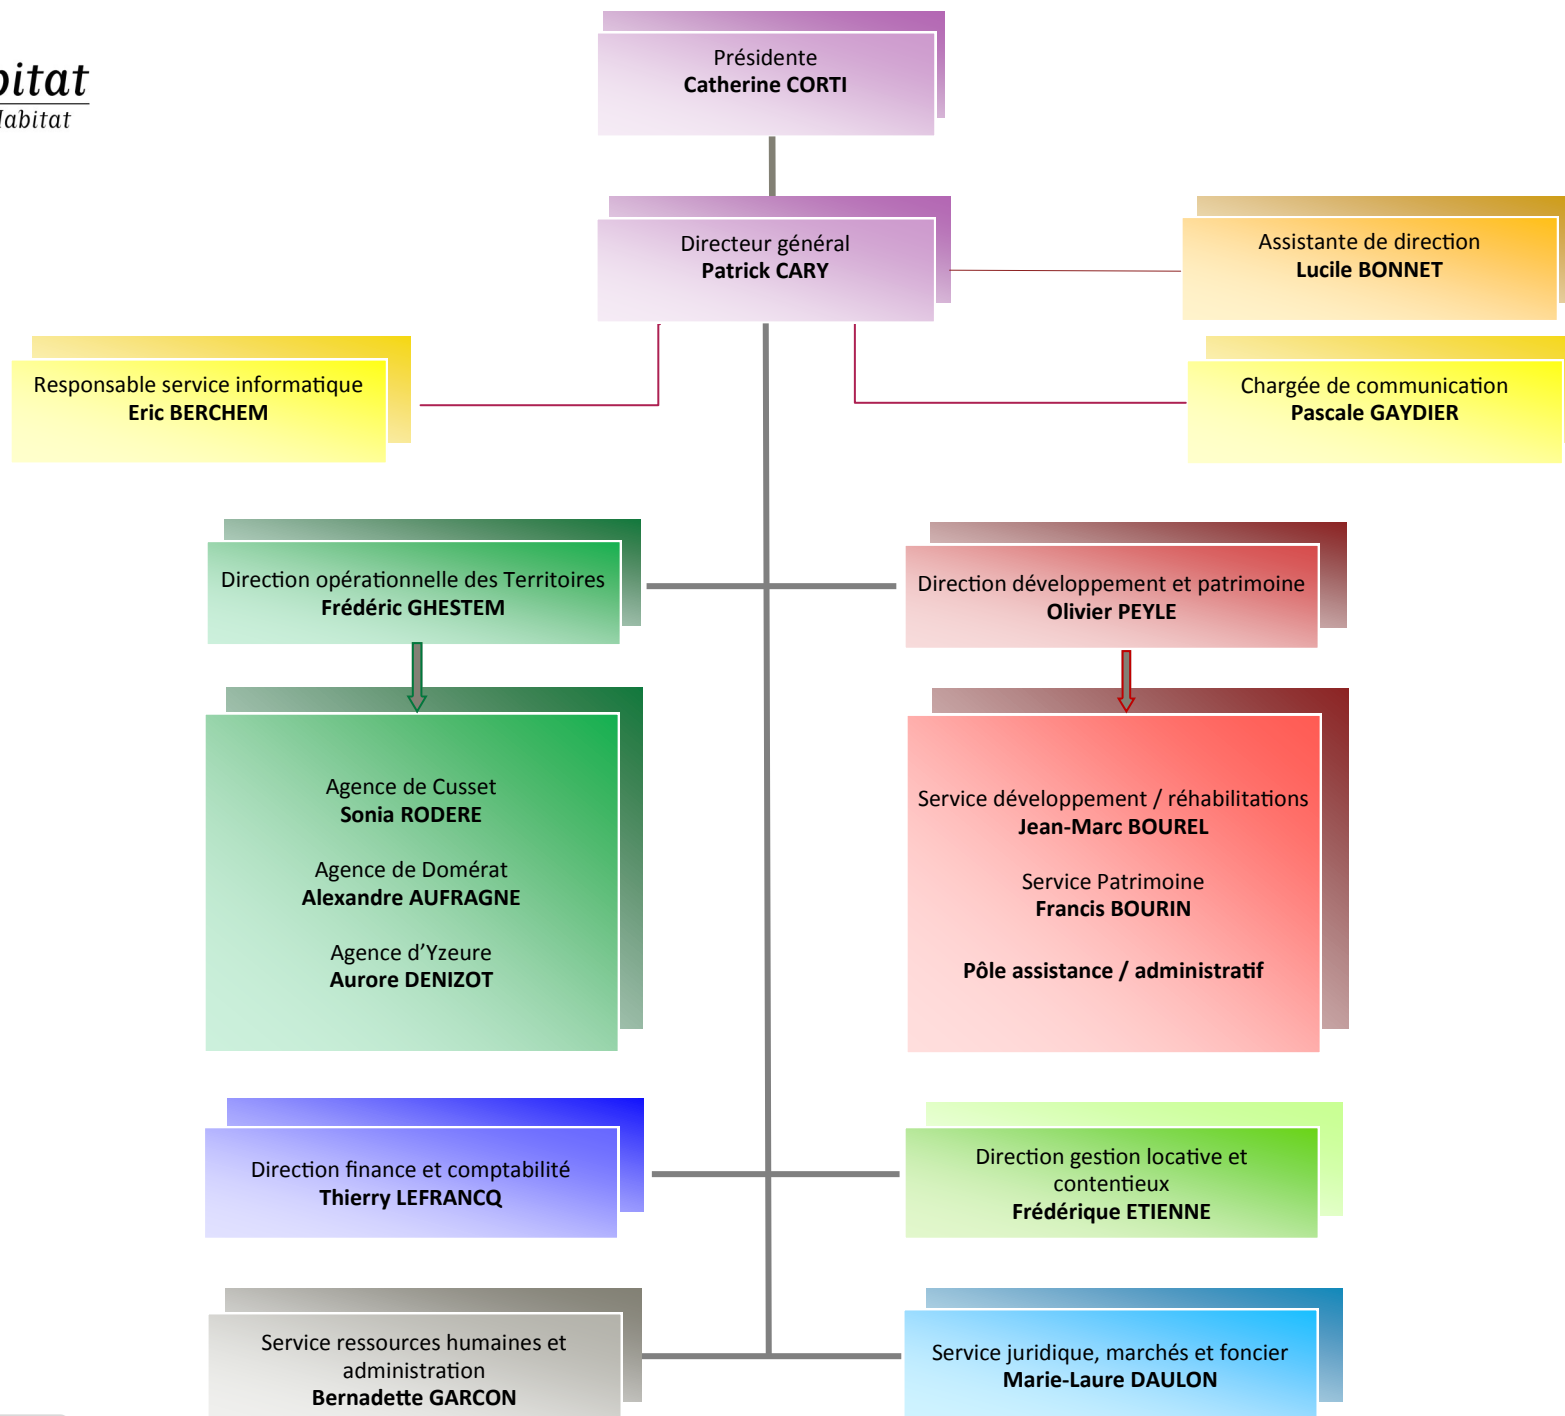 Présidente
Catherine CORTI
Directeur général
Patrick CARY
Assistante de direction
Lucile BONNET
Responsable service informatique
Eric BERCHEM
Chargée de communication
Pascale GAYDIER
Direction opérationnelle des Territoires
Frédéric GHESTEM
Direction développement et patrimoine
Olivier PEYLE
Agence de Cusset
Sonia RODERE
Agence de Domérat
Alexandre AUFRAGNE
Agence d'Yzeure
Aurore DENIZOT
Service développement / réhabilitations
Jean-Marc BOUREL
Service Patrimoine
Francis BOURIN
Pôle assistance / administratif
Direction finance et comptabilité
Thierry LEFRANCQ
Direction gestion locative et
contentieux
Frédérique ETIENNE
Service ressources humaines et
administration
Bernadette GARCON
Service juridique, marchés et foncier
Marie-Laure DAULON